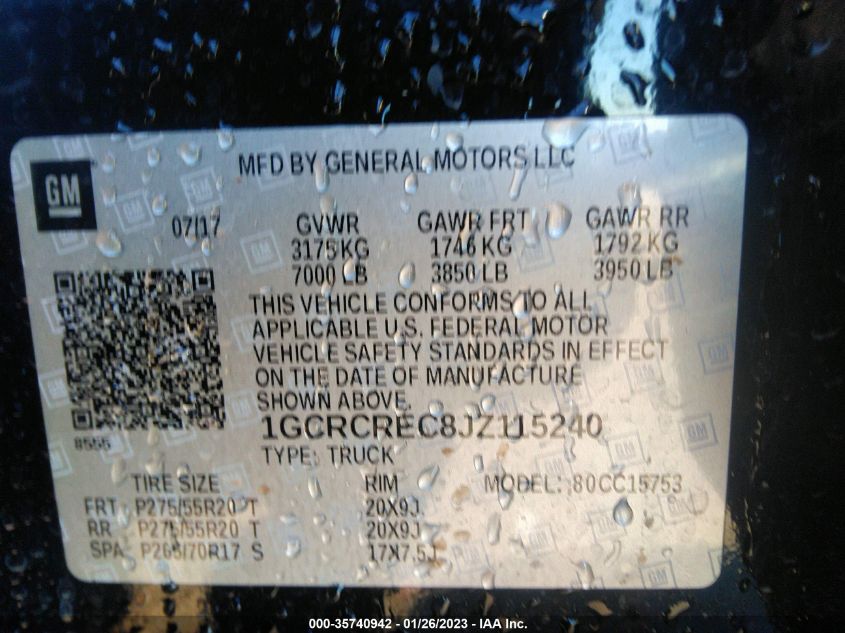 MFD BY GENERAL MOTORS LLC
GM
07/17 GVWR GAWR FRT GAWR RR
3175 KG 1746 KG 1792 KG
7000 LB 3850 LB 3950 LB
THIS VEHICLE CONFORMS TO ALL
APPLICABLE U.S. FEDERAL MOTOR
VEHICLE SAFETY STANDARDS IN EFFECT
ON THE DATE OF MANUFACTURE
SHOWN ABOVE.
8555
1GCRCREC8JZ115240
TYPE: TRUCK
TIRE SIZE RIM MODEL: 80CC15753
FRT P275/55R20 T 20X9J
RR P275/55R20 T 20X9J
SPA P265/70R17 S 17X7.5J
000-35740942 - 01/26/2023 - IAA Inc.